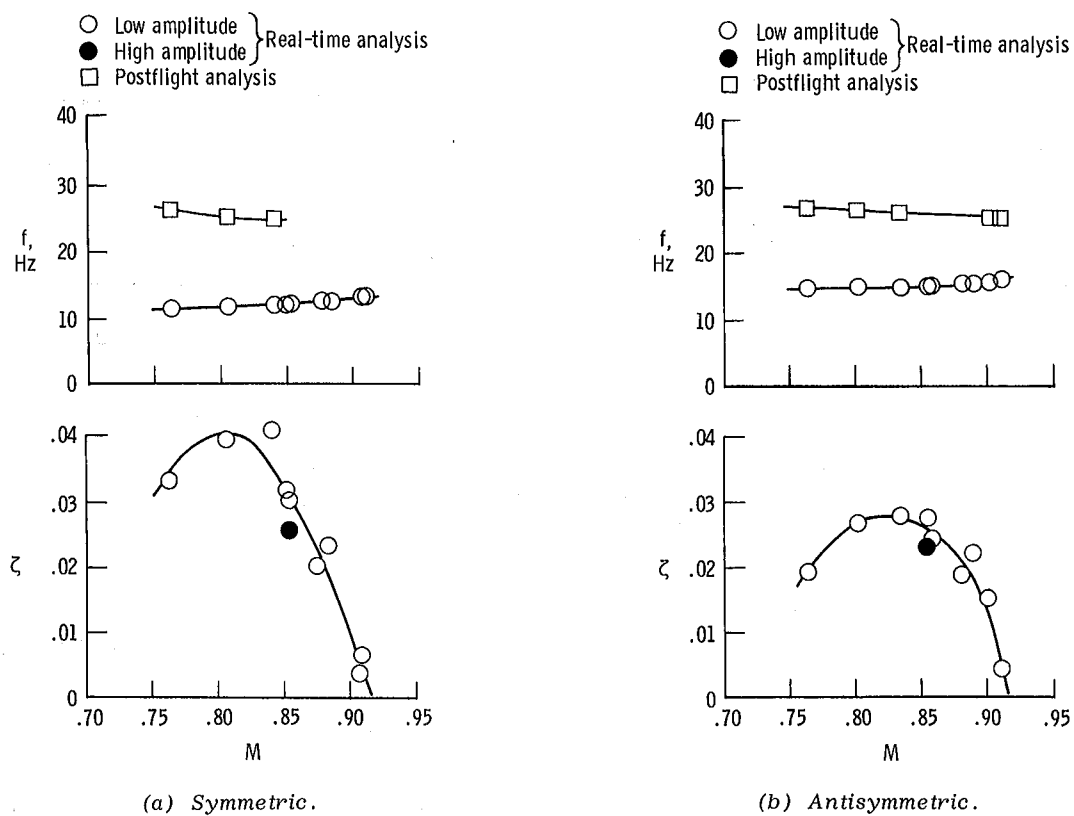 Low amplitude
High amplitude
Real-time analysis
Postflight analysis
40
30
20
10
0
f,
Hz
.04
.03
.02
.01
0
ζ
.70 .75 .80 .85 .90 .95
M
(a) Symmetric.
Low amplitude
High amplitude
Real-time analysis
Postflight analysis
40
30
20
10
0
f,
Hz
.04
.03
.02
.01
0
ζ
.70 .75 .80 .85 .90 .95
M
(b) Antisymmetric.